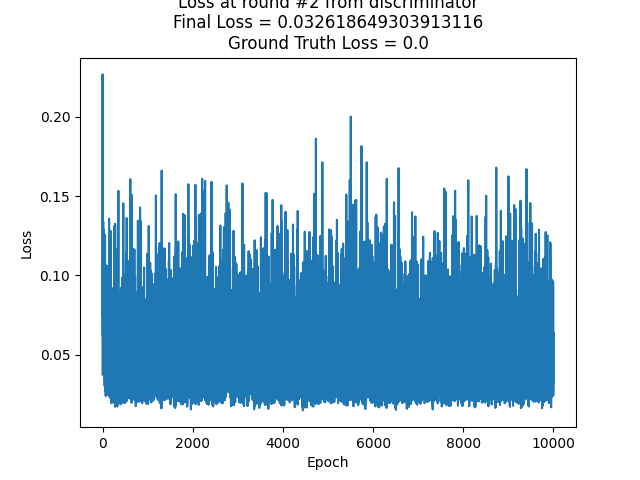 Loss at round #2 from discriminator
Final Loss = 0.032618649303913116
Ground Truth Loss = 0.0
0.20
0.15
0.10
0.05
Loss
0
2000
4000
6000
8000
10000
Epoch